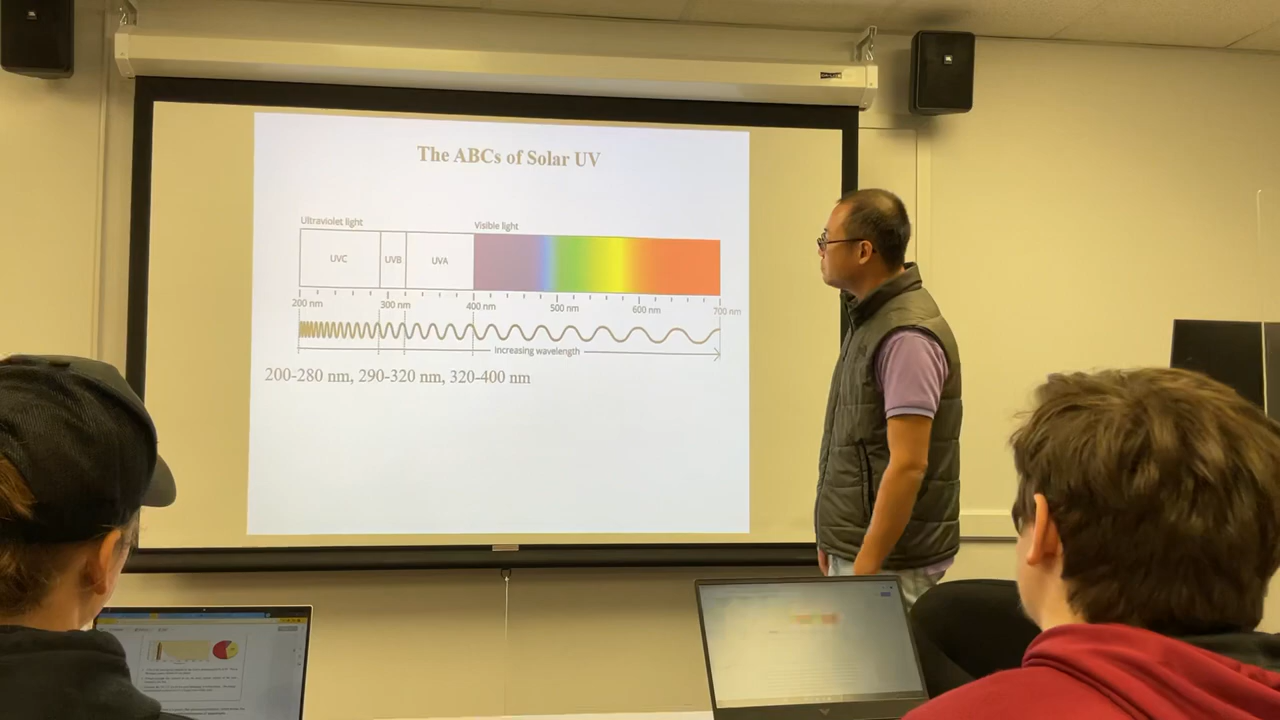 The ABCs of Solar UV
Ultraviolet light
Visible light
UVC
UVB
UVA
200 nm
300 nm
400 nm
500 nm
600 nm
700 nm
Increasing wavelength
200-280 nm, 290-320 nm, 320-400 nm
JBL